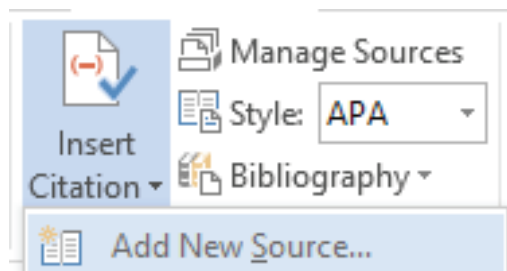 Manage Sources
Style: APA
Insert
Citation
Bibliography
Add New Source...